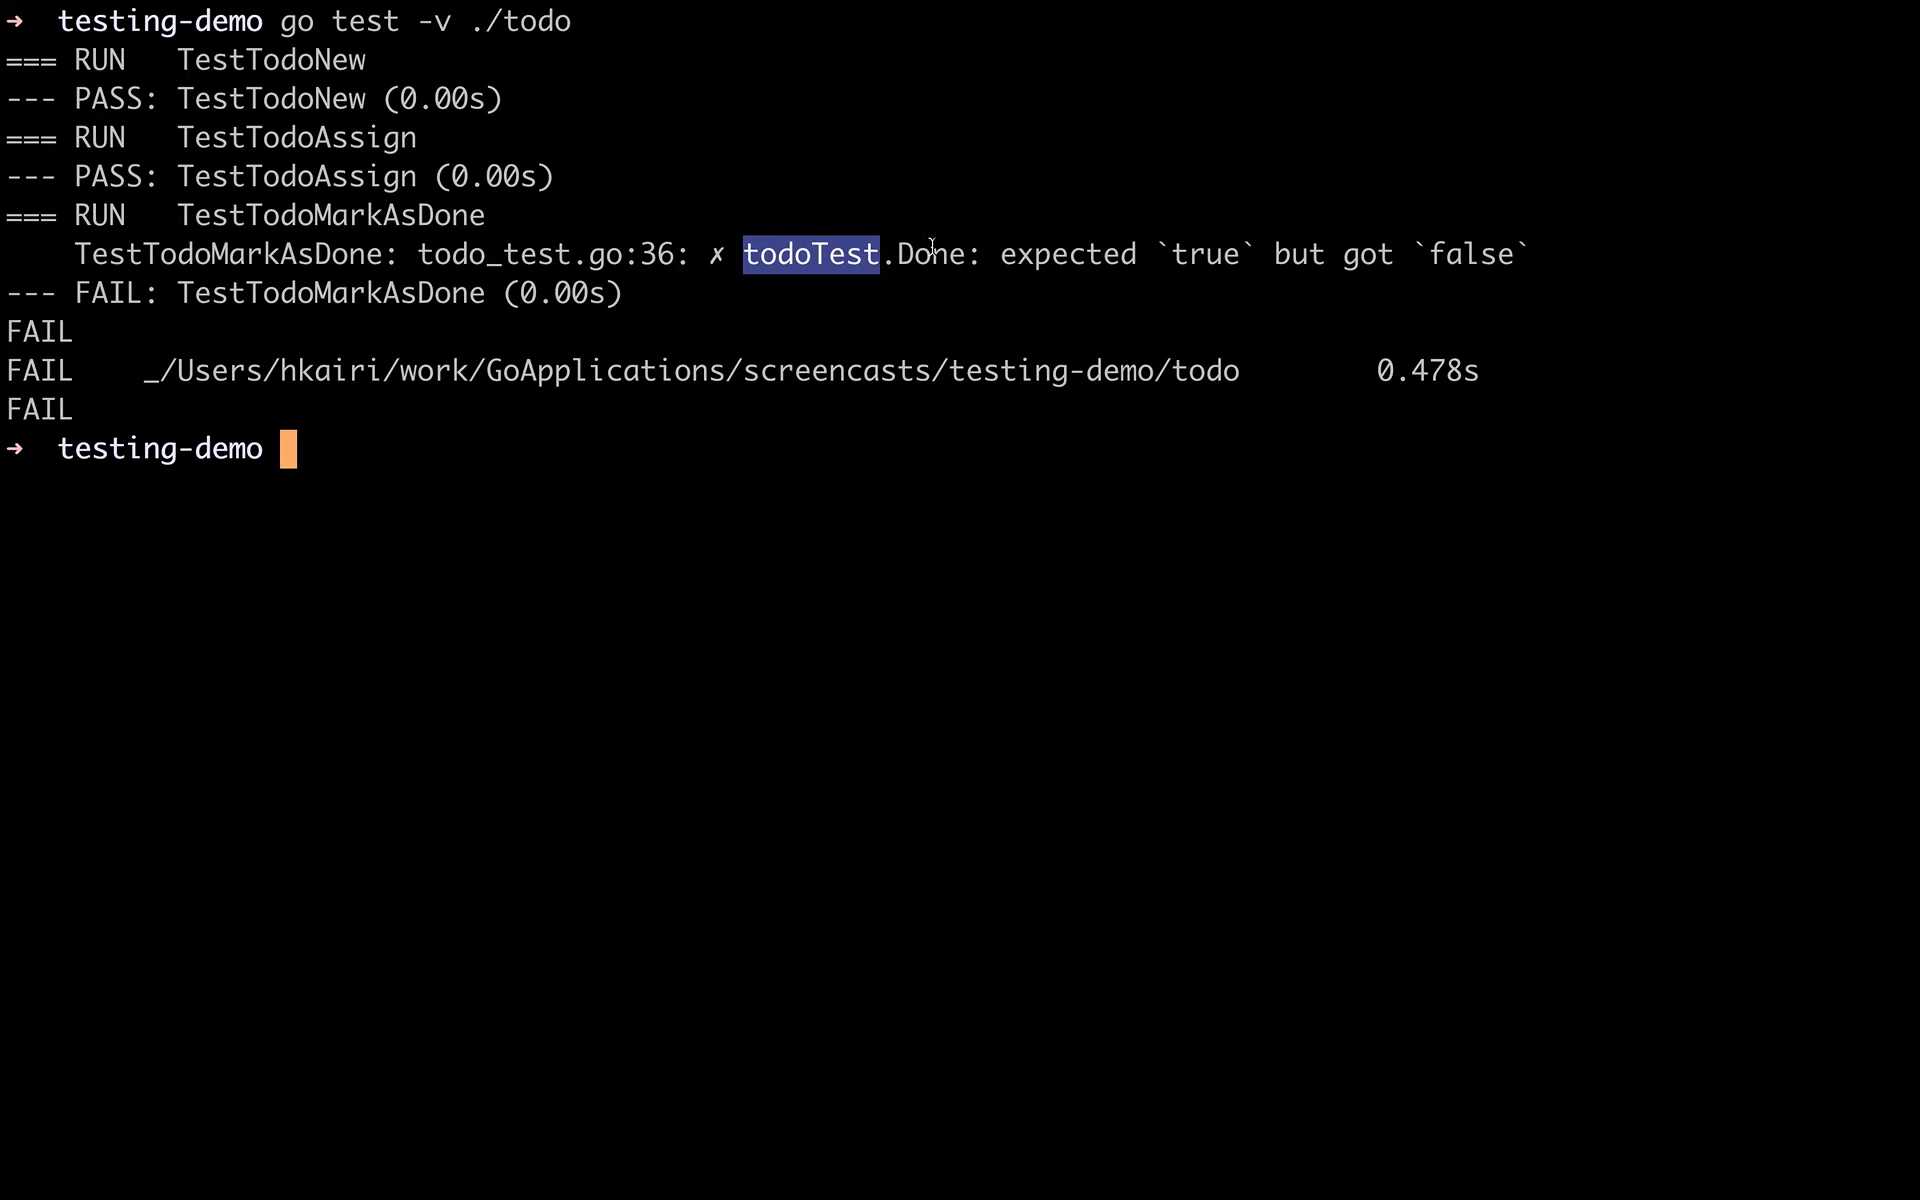 ➜  testing-demo go test -v ./todo
=== RUN   TestTodoNew
--- PASS: TestTodoNew (0.00s)
=== RUN   TestTodoAssign
--- PASS: TestTodoAssign (0.00s)
=== RUN   TestTodoMarkAsDone
    TestTodoMarkAsDone: todo_test.go:36: ✗ todoTest.Done: expected `true` but got `false`
--- FAIL: TestTodoMarkAsDone (0.00s)
FAIL
FAIL    _/Users/hkairi/work/GoApplications/screencasts/testing-demo/todo        0.478s
FAIL
➜  testing-demo